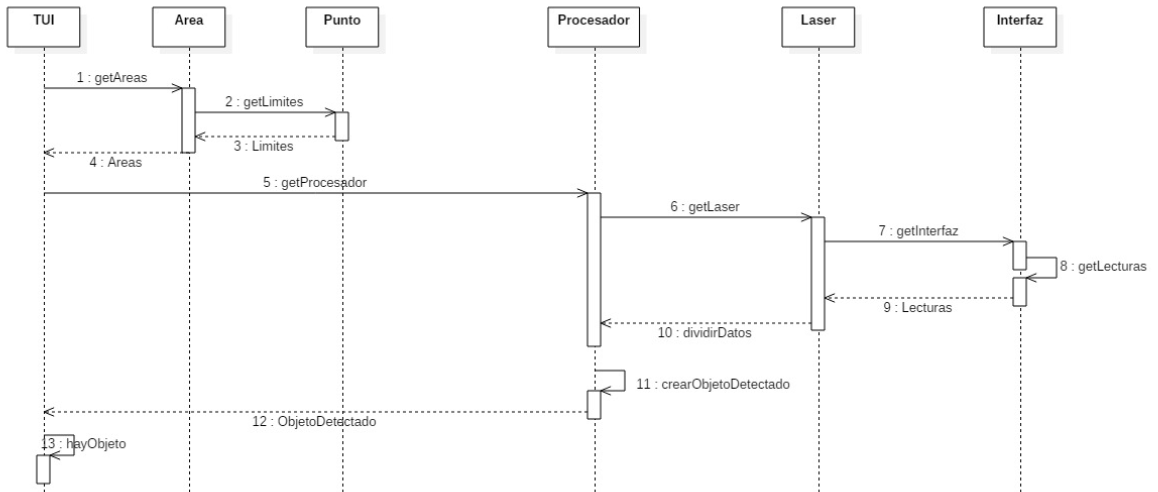 TUI
Area
Punto
Procesador
Laser
Interfaz
1 : getAreas
2 : getLimites
3 : Limites
4 : Areas
5 : getProcesador
6 : getLaser
7 : getInterfaz
8 : getLecturas
9 : Lecturas
10 : dividirDatos
11 : crearObjetoDetectado
12 : ObjetoDetectado
13 : hayObjeto